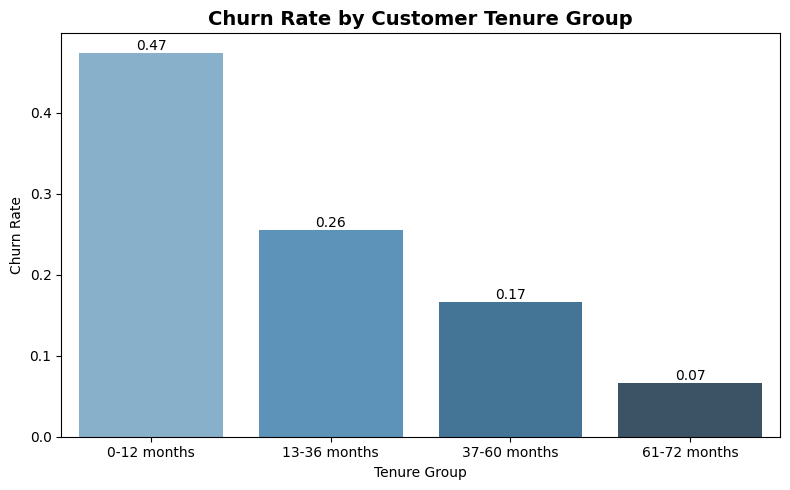 Churn Rate by Customer Tenure Group
0.47
0.26
0.17
0.07
0.4
0.3
0.2
0.1
0.0
Churn Rate
0-12 months
13-36 months
37-60 months
61-72 months
Tenure Group